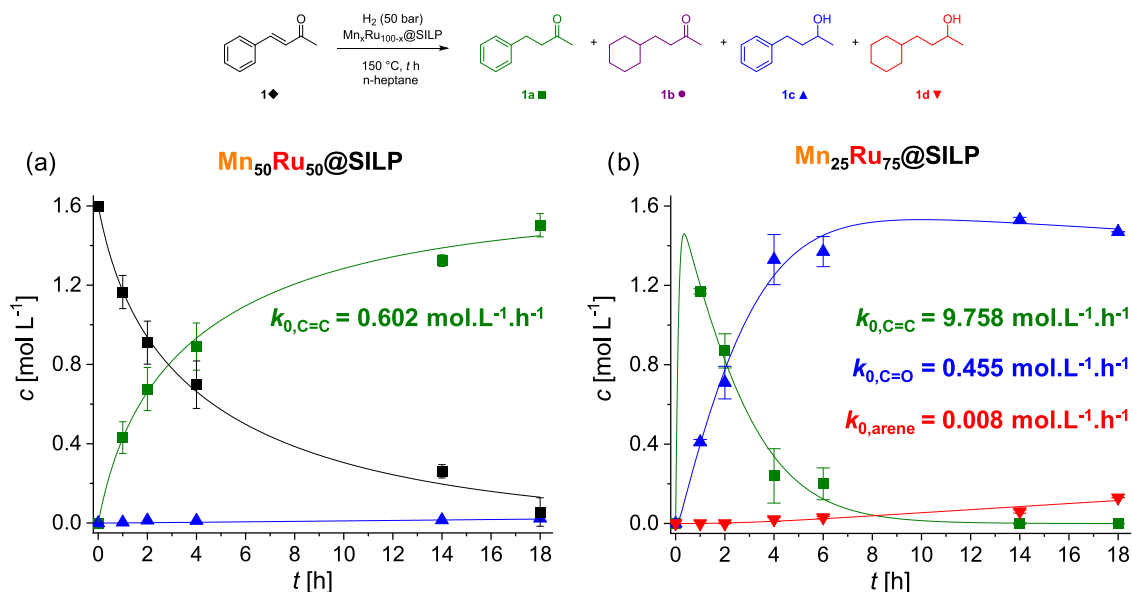 O
H₂ (50 bar)
MnₓRu₁₀₀₋ₓ@SILP
150 °C, t h
n-heptane
O
+
O
+
OH
+
OH
1◆
1a■
1b●
1c▲
1d▼
(a)
Mn₅₀Ru₅₀@SILP
c [mol L⁻¹]
1.6
1.2
0.8
0.4
0.0
k₀,C=C = 0.602 mol.L⁻¹.h⁻¹
0 2 4 6 8 10 12 14 16 18
t [h]
(b)
Mn₂₅Ru₇₅@SILP
c [mol L⁻¹]
1.6
1.2
0.8
0.4
0.0
k₀,C=C = 9.758 mol.L⁻¹.h⁻¹
k₀,C=O = 0.455 mol.L⁻¹.h⁻¹
k₀,arene = 0.008 mol.L⁻¹.h⁻¹
0 2 4 6 8 10 12 14 16 18
t [h]